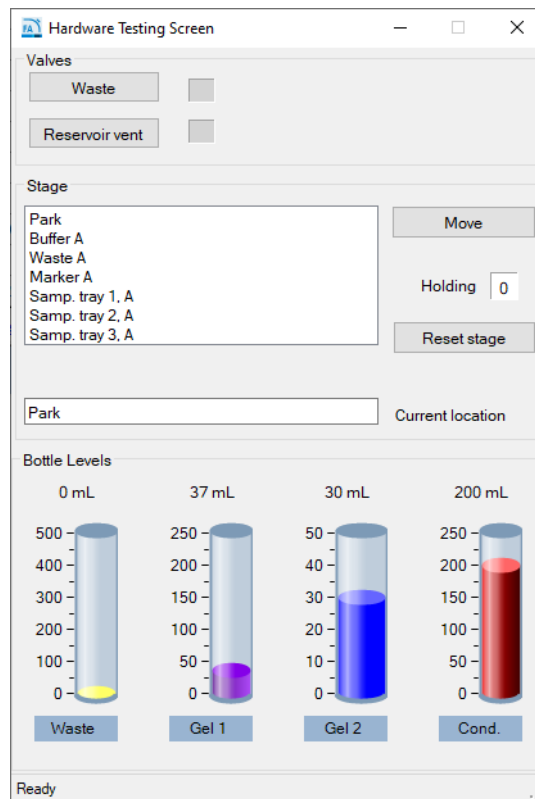 FA Hardware Testing Screen
Valves
Waste
Reservoir vent
Stage
Park
Buffer A
Waste A
Marker A
Samp. tray 1, A
Samp. tray 2, A
Samp. tray 3, A
Move
Holding 0
Reset stage
Park
Current location
Bottle Levels
0 mL 37 mL 30 mL 200 mL
500 250 50 250
400 200 40 200
300 150 30 150
200 100 20 100
100 50 10 50
0 0 0 0
Waste Gel 1 Gel 2 Cond.
Ready